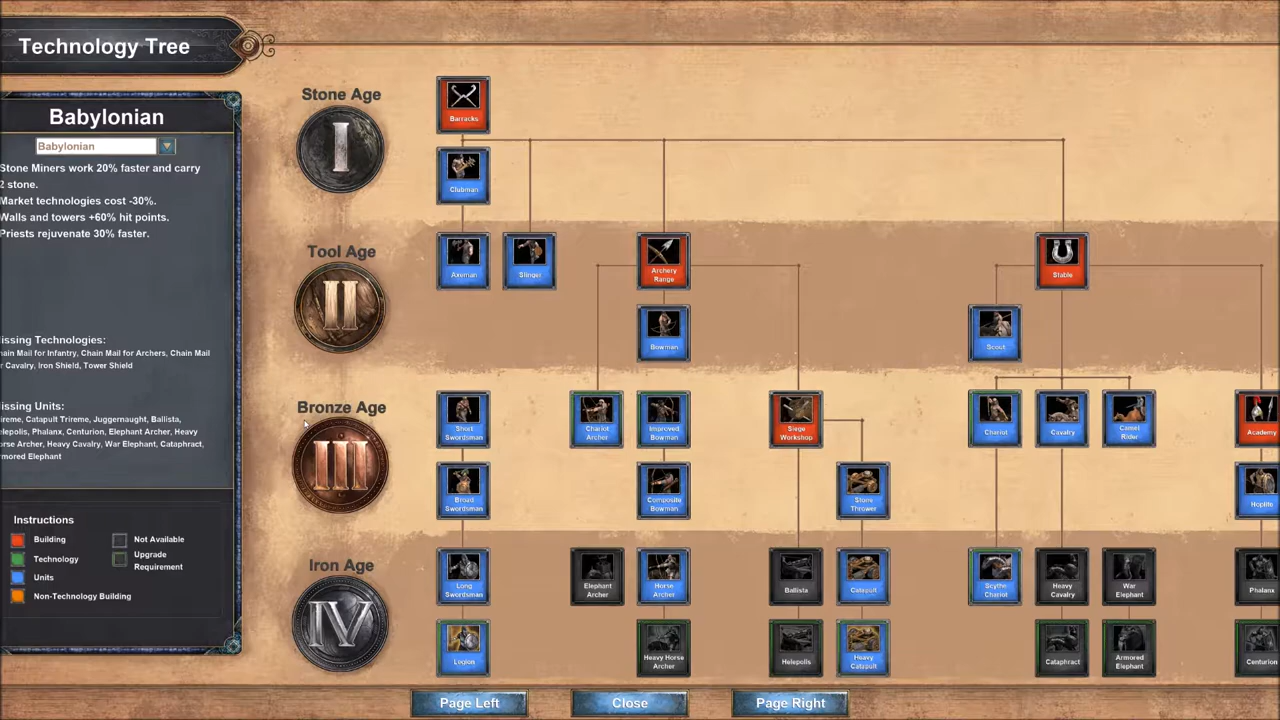 Technology Tree
Babylonian
Babylonian
Stone Miners work 20% faster and carry
2 stone.
Market technologies cost -30%.
Walls and towers +60% hit points.
Priests rejuvenate 30% faster.
issing Technologies:
hain Mail for Infantry, Chain Mail for Archers, Chain Mail
r Cavalry, Iron Shield, Tower Shield
issing Units:
ireme, Catapult Trireme, Juggernaught, Ballista,
elepolis, Phalanx, Centurion, Elephant Archer, Heavy
orse Archer, Heavy Cavalry, War Elephant, Cataphract,
rmored Elephant
Instructions
Building
Technology
Units
Non-Technology Building
Not Available
Upgrade
Requirement
Stone Age
I
Barracks
Clubman
Tool Age
II
Axeman
Slinger
Archery
Range
Stable
Bowman
Scout
Bronze Age
III
Short
Swordsman
Chariot
Archer
Improved
Bowman
Siege
Workshop
Chariot
Cavalry
Camel
Rider
Academy
Broad
Swordsman
Composite
Bowman
Stone
Thrower
Hoplite
Iron Age
IV
Long
Swordsman
Elephant
Archer
Horse
Archer
Ballista
Catapult
Scythe
Chariot
Heavy
Cavalry
War
Elephant
Phalanx
Legion
Heavy Horse
Archer
Helepolis
Heavy
Catapult
Cataphract
Armored
Elephant
Centurion
Page Left
Close
Page Right